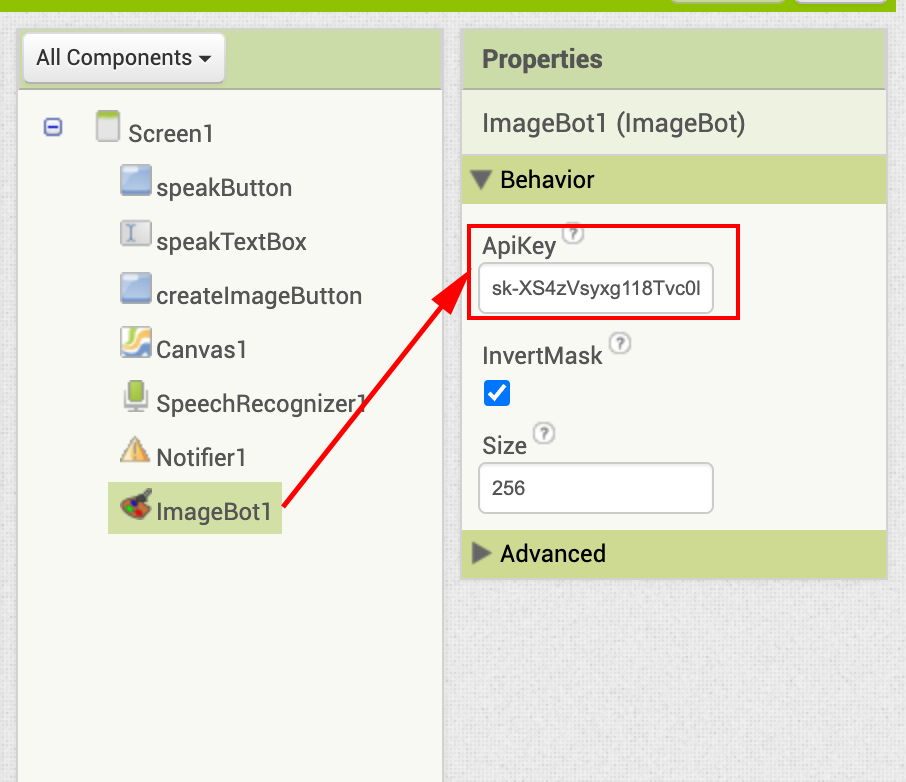 All Components
Screen1
speakButton
speakTextBox
createImageButton
Canvas1
SpeechRecognizer1
Notifier1
ImageBot1
Properties
ImageBot1 (ImageBot)
Behavior
ApiKey ?
sk-XS4zVsyxg118Tvc0l
InvertMask ?
Size ?
256
Advanced